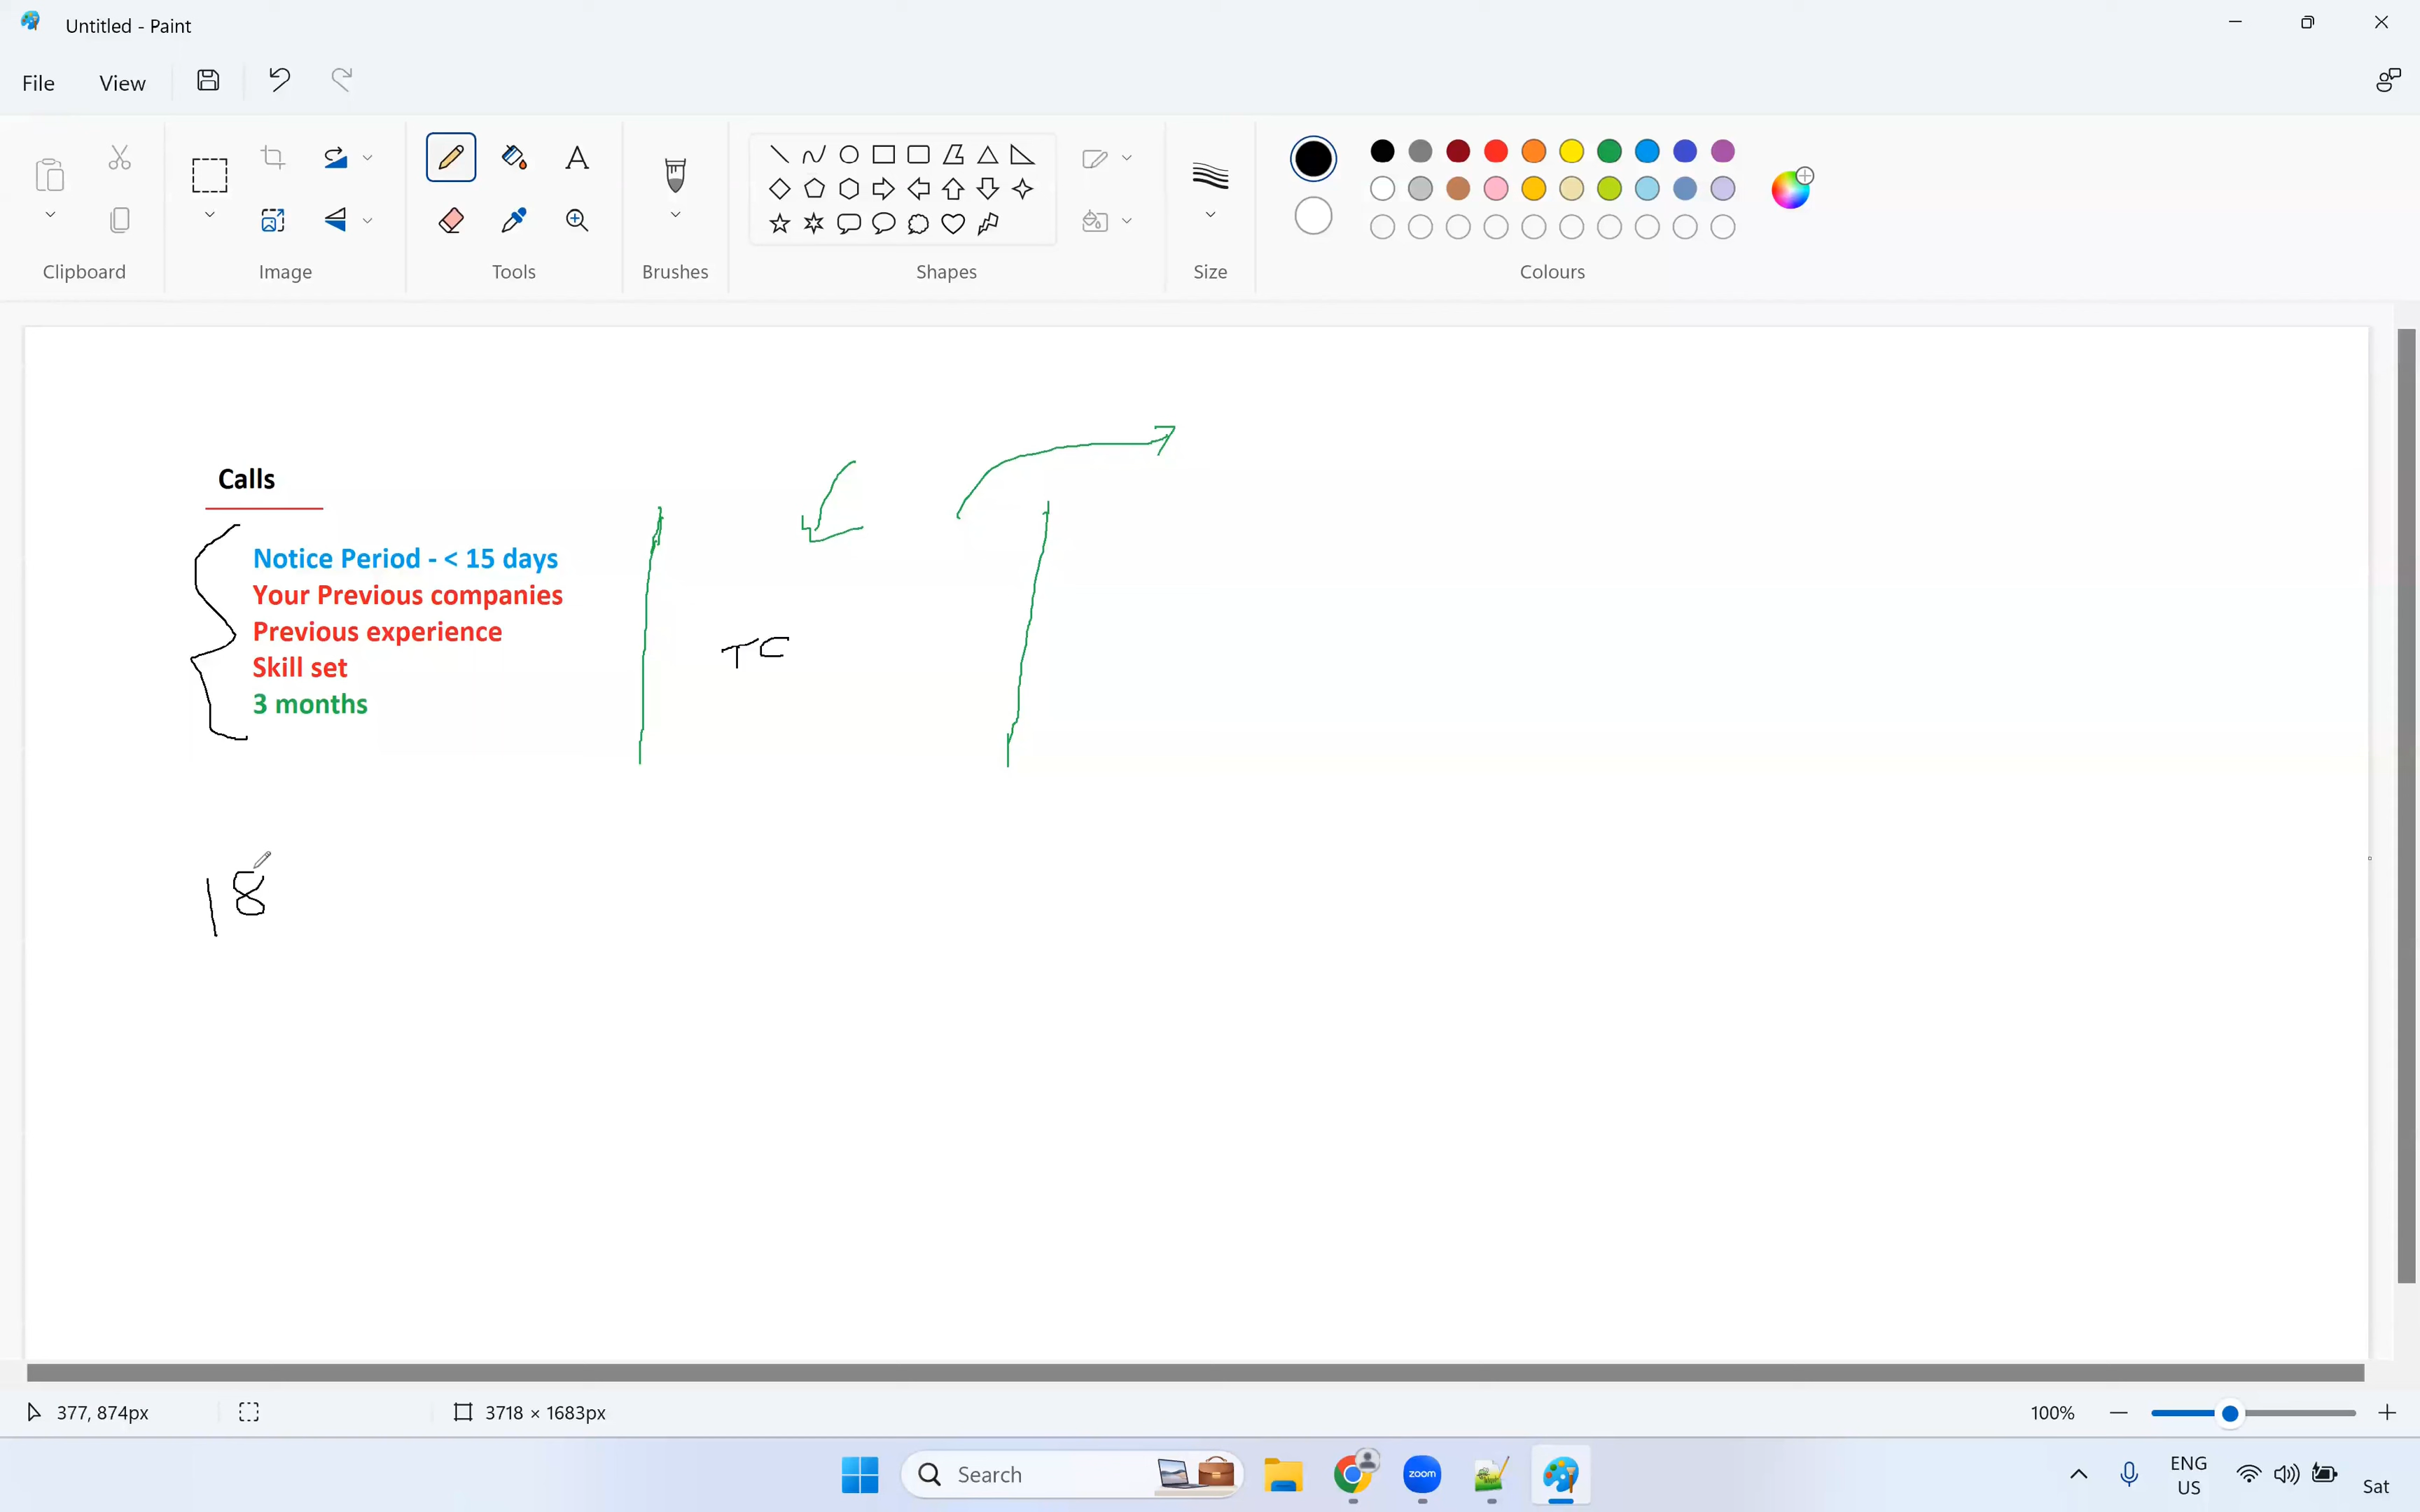 Untitled - Paint
File View
Clipboard Image Tools Brushes Shapes Size Colours
Calls
Notice Period - < 15 days
Your Previous companies
Previous experience
Skill set
3 months
TC
18
377, 874px 3718 × 1683px 100%
Search zoom ENG
US Sat